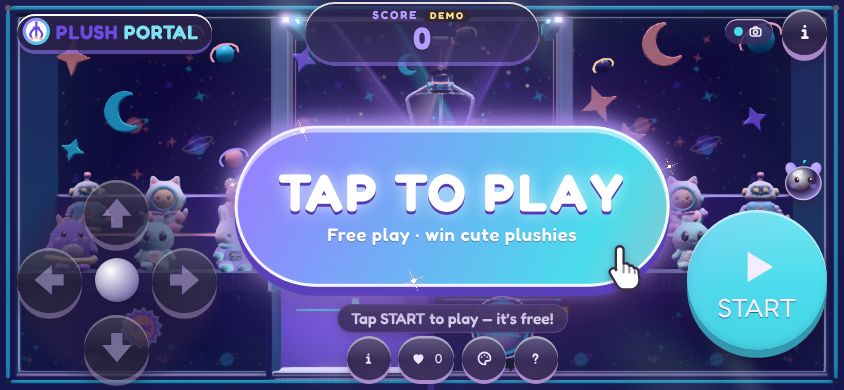 PLUSH PORTAL
SCORE DEMO
0
i
TAP TO PLAY
Free play · win cute plushies
START
Tap START to play — it's free!
i
0
?